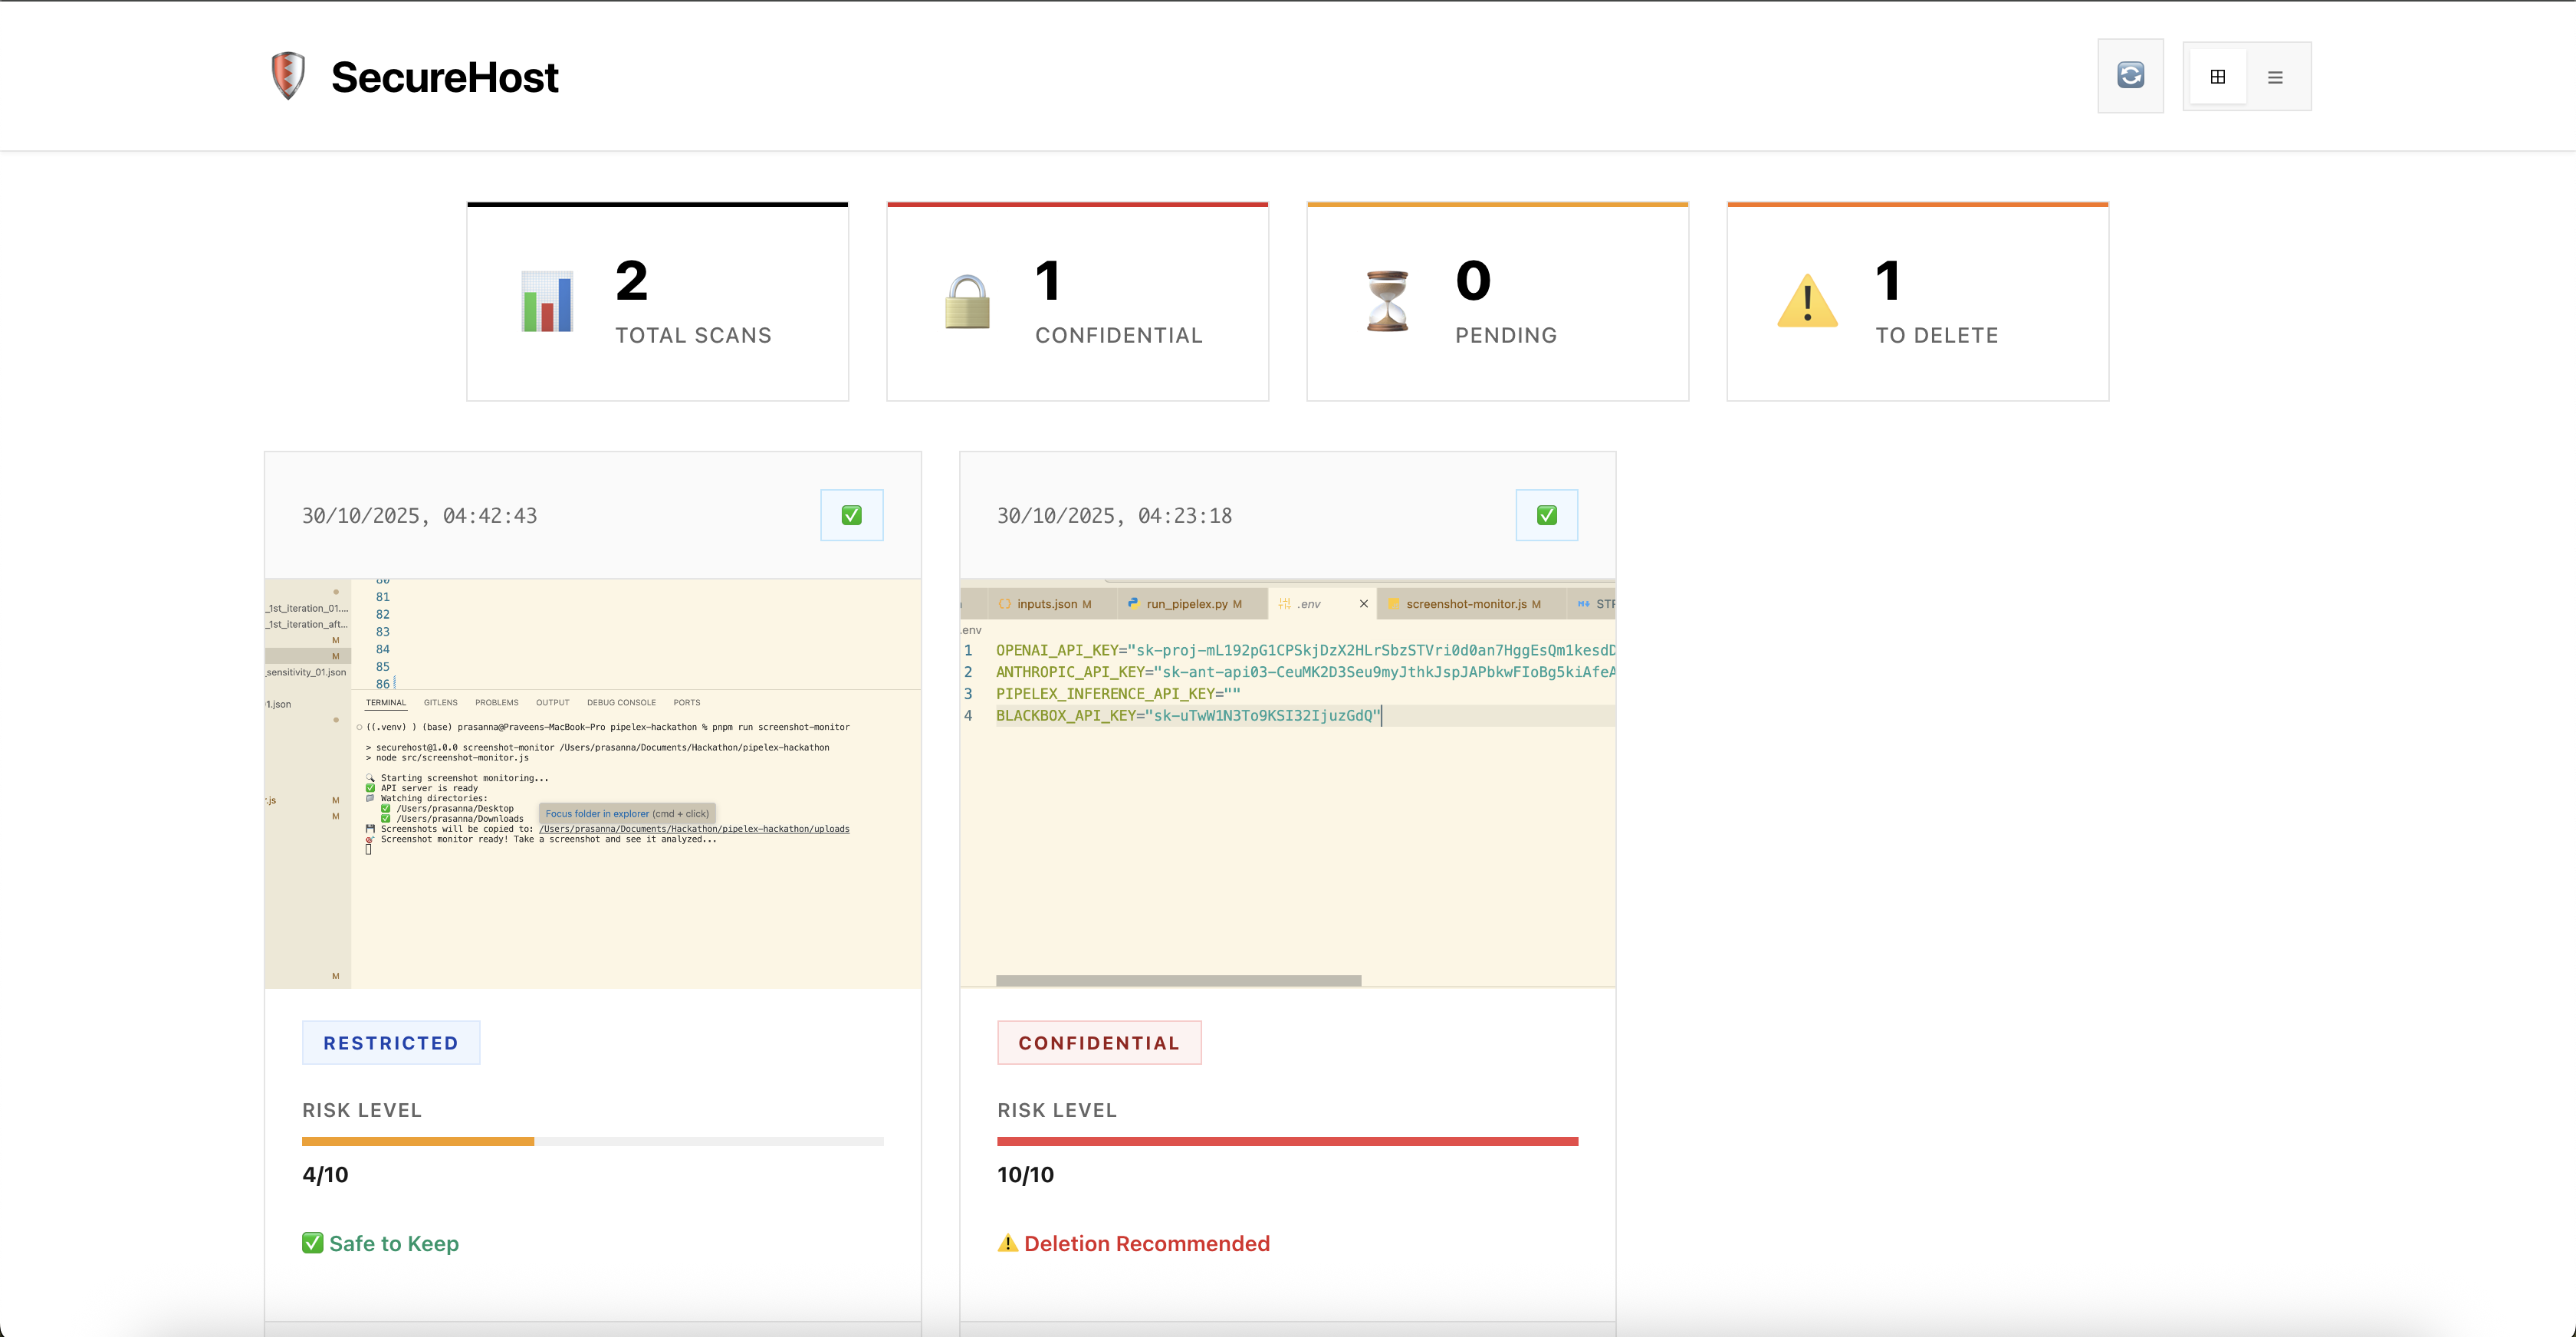 SecureHost
2
TOTAL SCANS
1
CONFIDENTIAL
0
PENDING
1
TO DELETE
30/10/2025, 04:42:43
_1st_iteration_01....
_1st_iteration_aft...
M
M
_sensitivity_01.json
1.json
.js M
M
M
80
81
82
83
84
85
86
TERMINAL GITLENS PROBLEMS OUTPUT DEBUG CONSOLE PORTS
((.venv) ) (base) prasanna@Praveens-MacBook-Pro pipelex-hackathon % pnpm run screenshot-monitor
> securehost@1.0.0 screenshot-monitor /Users/prasanna/Documents/Hackathon/pipelex-hackathon
> node src/screenshot-monitor.js
Starting screenshot monitoring...
API server is ready
Watching directories:
/Users/prasanna/Desktop
/Users/prasanna/Downloads
Focus folder in explorer (cmd + click)
Screenshots will be copied to: /Users/prasanna/Documents/Hackathon/pipelex-hackathon/uploads
Screenshot monitor ready! Take a screenshot and see it analyzed...
RESTRICTED
RISK LEVEL
4/10
Safe to Keep
30/10/2025, 04:23:18
inputs.json M run_pipelex.py M .env screenshot-monitor.js M STR
.env
1 OPENAI_API_KEY="sk-proj-mL192pG1CPSkjDzX2HLrSbzSTVri0d0an7HggEsQm1kesdD
2 ANTHROPIC_API_KEY="sk-ant-api03-CeuMK2D3Seu9myJthkJspJAPbkwFIoBg5kiAfeA
3 PIPELEX_INFERENCE_API_KEY=""
4 BLACKBOX_API_KEY="sk-uTwW1N3To9KSI32IjuzGdQ"
CONFIDENTIAL
RISK LEVEL
10/10
Deletion Recommended